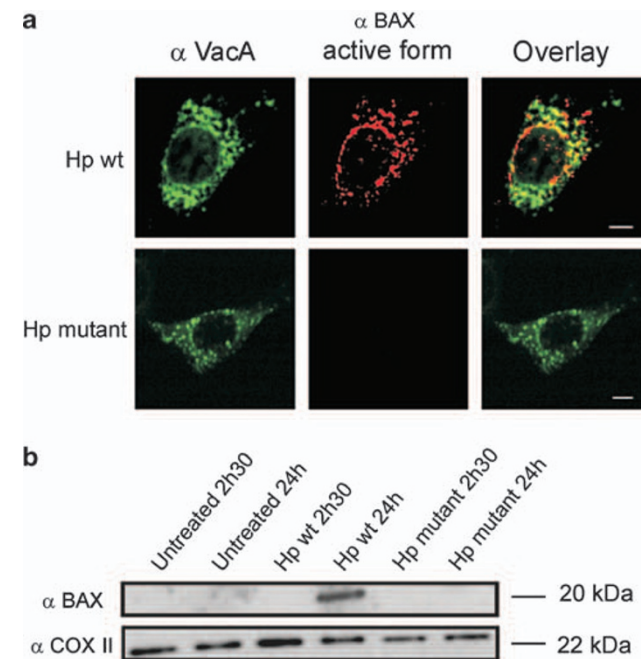 a
α BAX
α VacA active form Overlay
Hp wt
Hp mutant
b
Untreated 2h30
Untreated 24h
Hp wt 2h30
Hp wt 24h
Hp mutant 2h30
Hp mutant 24h
α BAX 20 kDa
α COX II 22 kDa